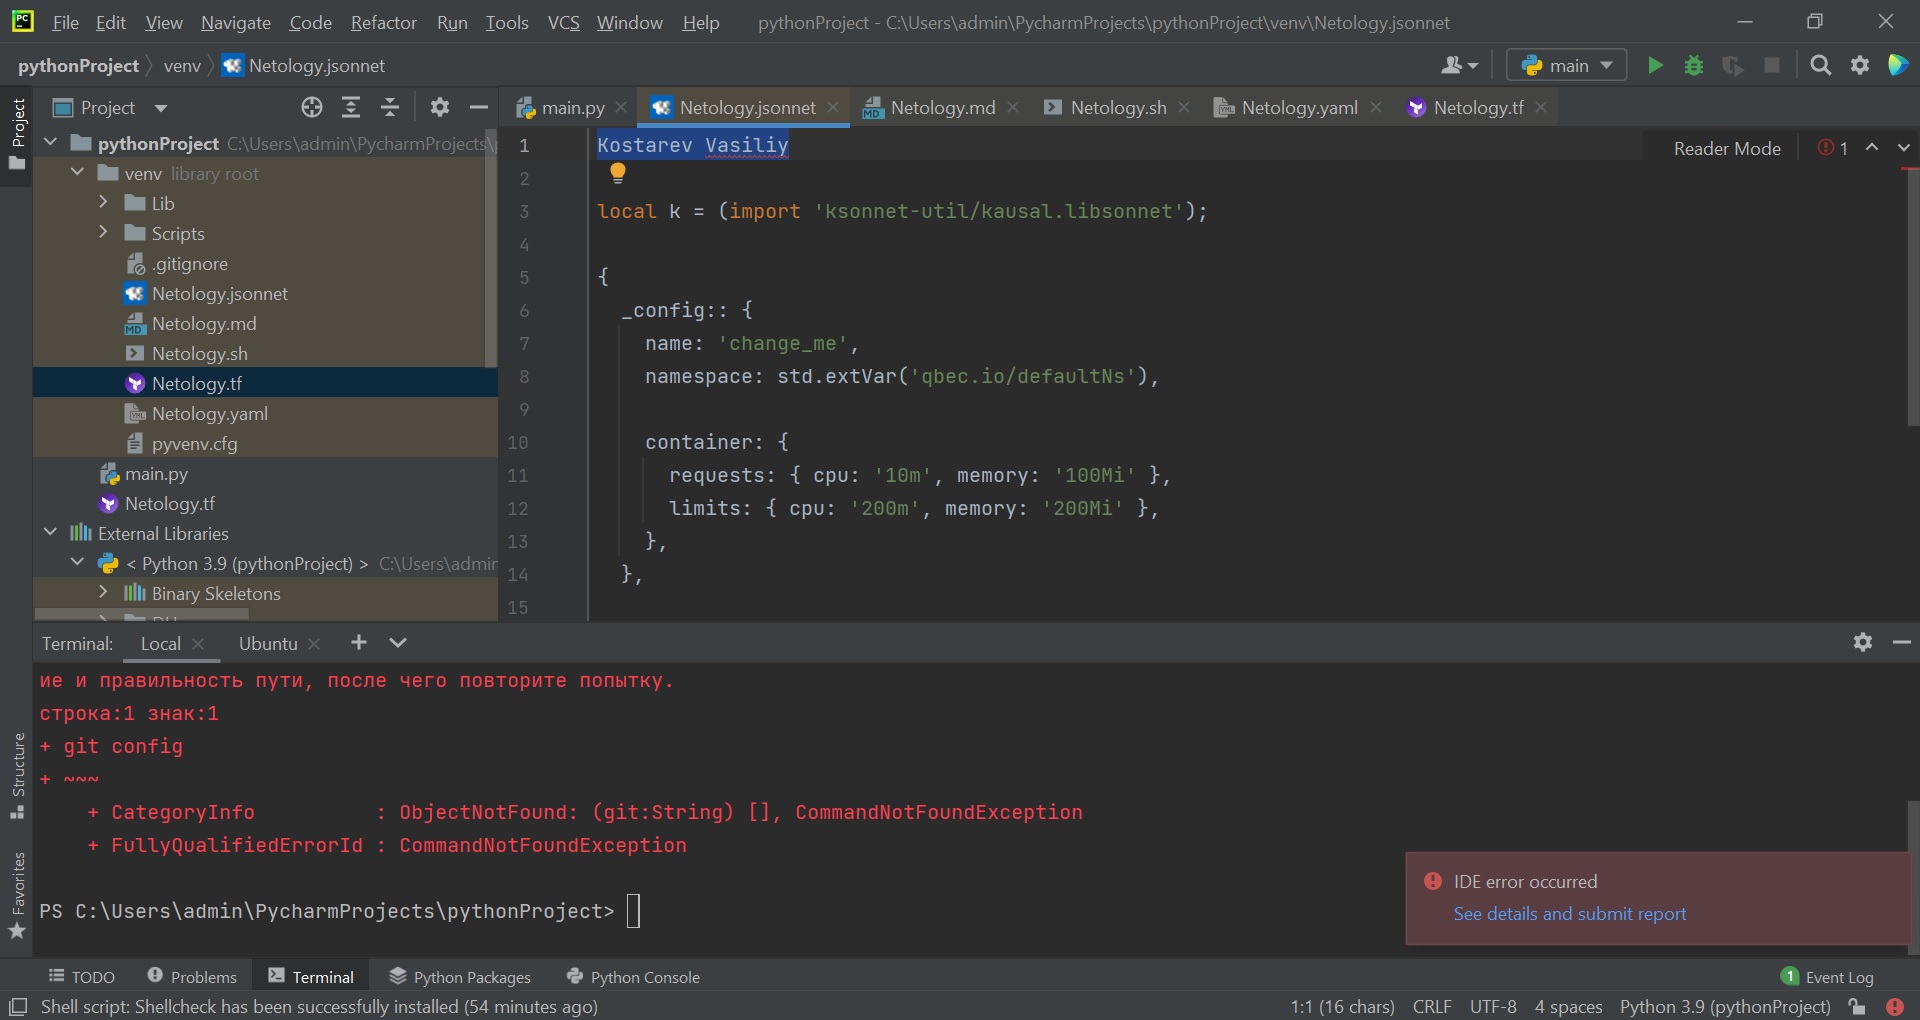 PC File Edit View Navigate Code Refactor Run Tools VCS Window Help pythonProject - C:\Users\admin\PycharmProjects\pythonProject\venv\Netology.jsonnet
pythonProject venv Netology.jsonnet main
Project
Project
main.py Netology.jsonnet Netology.md Netology.sh Netology.yaml Netology.tf
pythonProject C:\Users\admin\PycharmProjects\
venv library root
Lib
Scripts
.gitignore
Netology.jsonnet
Netology.md
Netology.sh
Netology.tf
Netology.yaml
pyvenv.cfg
main.py
Netology.tf
External Libraries
< Python 3.9 (pythonProject) > C:\Users\admin
Binary Skeletons
1 Kostarev Vasiliy
Reader Mode 1
2
3 local k = (import 'ksonnet-util/kausal.libsonnet');
4
5 {
6 _config:: {
7 name: 'change_me',
8 namespace: std.extVar('qbec.io/defaultNs'),
9
10 container: {
11 requests: { cpu: '10m', memory: '100Mi' },
12 limits: { cpu: '200m', memory: '200Mi' },
13 },
14 },
15
Terminal: Local Ubuntu
ие и правильность пути, после чего повторите попытку.
строка:1 знак:1
+ git config
+ ~~~
+ CategoryInfo : ObjectNotFound: (git:String) [], CommandNotFoundException
+ FullyQualifiedErrorId : CommandNotFoundException
PS C:\Users\admin\PycharmProjects\pythonProject>
Structure
Favorites
IDE error occurred
See details and submit report
TODO Problems Terminal Python Packages Python Console 1 Event Log
Shell script: Shellcheck has been successfully installed (54 minutes ago) 1:1 (16 chars) CRLF UTF-8 4 spaces Python 3.9 (pythonProject)